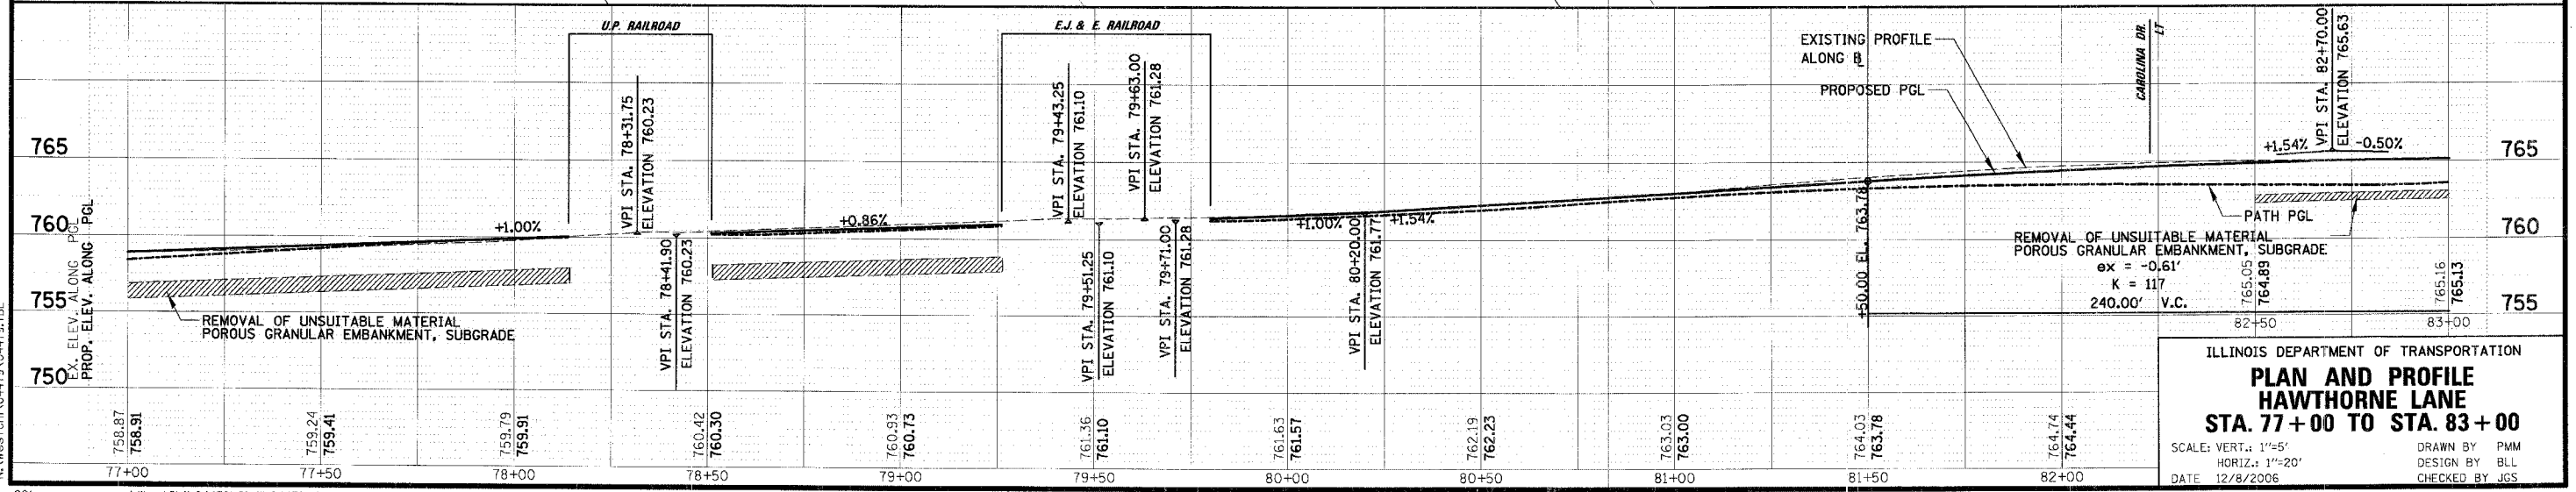 U.P. RAILROAD
E.J. & E. RAILROAD
EXISTING PROFILE
ALONG ℄
PROPOSED PGL
CAROLINA DR.
LT
VPI STA. 82+70.00
ELEVATION 765.63
VPI STA. 78+31.75
ELEVATION 760.23
VPI STA. 79+43.25
ELEVATION 761.10
VPI STA. 79+63.00
ELEVATION 761.28
765
+1.54%
-0.50%
765
760
+1.00%
+0.86%
+1.00%
+1.54%
PATH PGL
760
VPI STA. 78+41.90
ELEVATION 760.23
VPI STA. 79+51.25
ELEVATION 761.10
VPI STA. 79+71.00
ELEVATION 761.28
VPI STA. 80+20.00
ELEVATION 761.77
+50.00 EL. 763.78
REMOVAL OF UNSUITABLE MATERIAL
POROUS GRANULAR EMBANKMENT, SUBGRADE
ex = -0.61'
K = 117
240.00' V.C.
765.05
764.89
765.16
765.13
755
REMOVAL OF UNSUITABLE MATERIAL
POROUS GRANULAR EMBANKMENT, SUBGRADE
755
82+50
83+00
750
EX. ELEV. ALONG PGL
PROP. ELEV. ALONG PGL
758.87
758.91
759.24
759.41
759.79
759.91
760.42
760.30
760.93
760.73
761.36
761.10
761.63
761.57
762.19
762.23
763.03
763.00
764.03
763.78
764.74
764.44
77+00
77+50
78+00
78+50
79+00
79+50
80+00
80+50
81+00
81+50
82+00
ILLINOIS DEPARTMENT OF TRANSPORTATION
PLAN AND PROFILE
HAWTHORNE LANE
STA. 77+00 TO STA. 83+00
SCALE: VERT.: 1"=5'
HORIZ.: 1"=20'
DATE 12/8/2006
DRAWN BY PMM
DESIGN BY BLL
CHECKED BY JGS